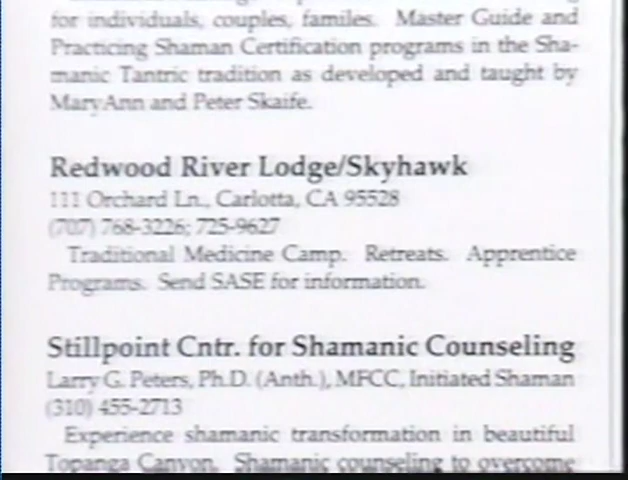 for individuals, couples, familes. Master Guide and
Practicing Shaman Certification programs in the Sha-
manic Tantric tradition as developed and taught by
MaryAnn and Peter Skaife.
Redwood River Lodge/Skyhawk
111 Orchard Ln., Carlotta, CA 95528
(707) 768-3226; 725-9627
Traditional Medicine Camp. Retreats. Apprentice
Programs. Send SASE for information.
Stillpoint Cntr. for Shamanic Counseling
Larry G. Peters, Ph.D. (Anth.), MFCC, Initiated Shaman
(310) 455-2713
Experience shamanic transformation in beautiful
Topanga Canyon. Shamanic counseling to overcome